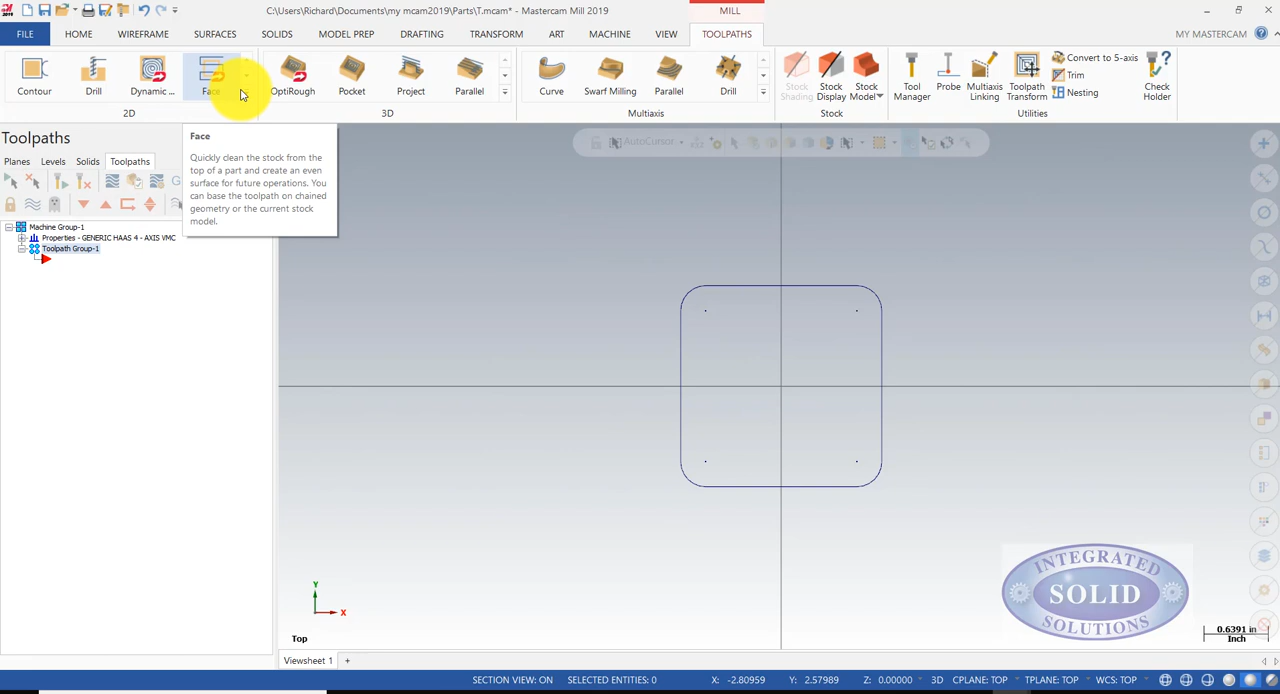 2019
C:\Users\Richard\Documents\my mcam2019\Parts\T.mcam* - Mastercam Mill 2019
MILL
FILE HOME WIREFRAME SURFACES SOLIDS MODEL PREP DRAFTING TRANSFORM ART MACHINE VIEW TOOLPATHS MY MASTERCAM
Contour Drill Dynamic ... Face OptiRough Pocket Project Parallel Curve Swarf Milling Parallel Drill Stock Shading Stock Display Stock Model Tool Manager Probe Multiaxis Linking Toolpath Transform Convert to 5-axis Trim Nesting Check Holder
2D 3D Multiaxis Stock Utilities
Toolpaths
Face
AutoCursor
Quickly clean the stock from the
top of a part and create an even
surface for future operations. You
can base the toolpath on chained
geometry or the current stock
model.
Planes Levels Solids Toolpaths
G
Machine Group-1
Properties - GENERIC HAAS 4 - AXIS VMC
Toolpath Group-1
INTEGRATED
SOLID
SOLUTIONS
Y
X
Top
0.6391 in
Inch
Viewsheet 1 +
SECTION VIEW: ON SELECTED ENTITIES: 0 X: -2.80959 Y: 2.57989 Z: 0.00000 3D CPLANE: TOP TPLANE: TOP WCS: TOP